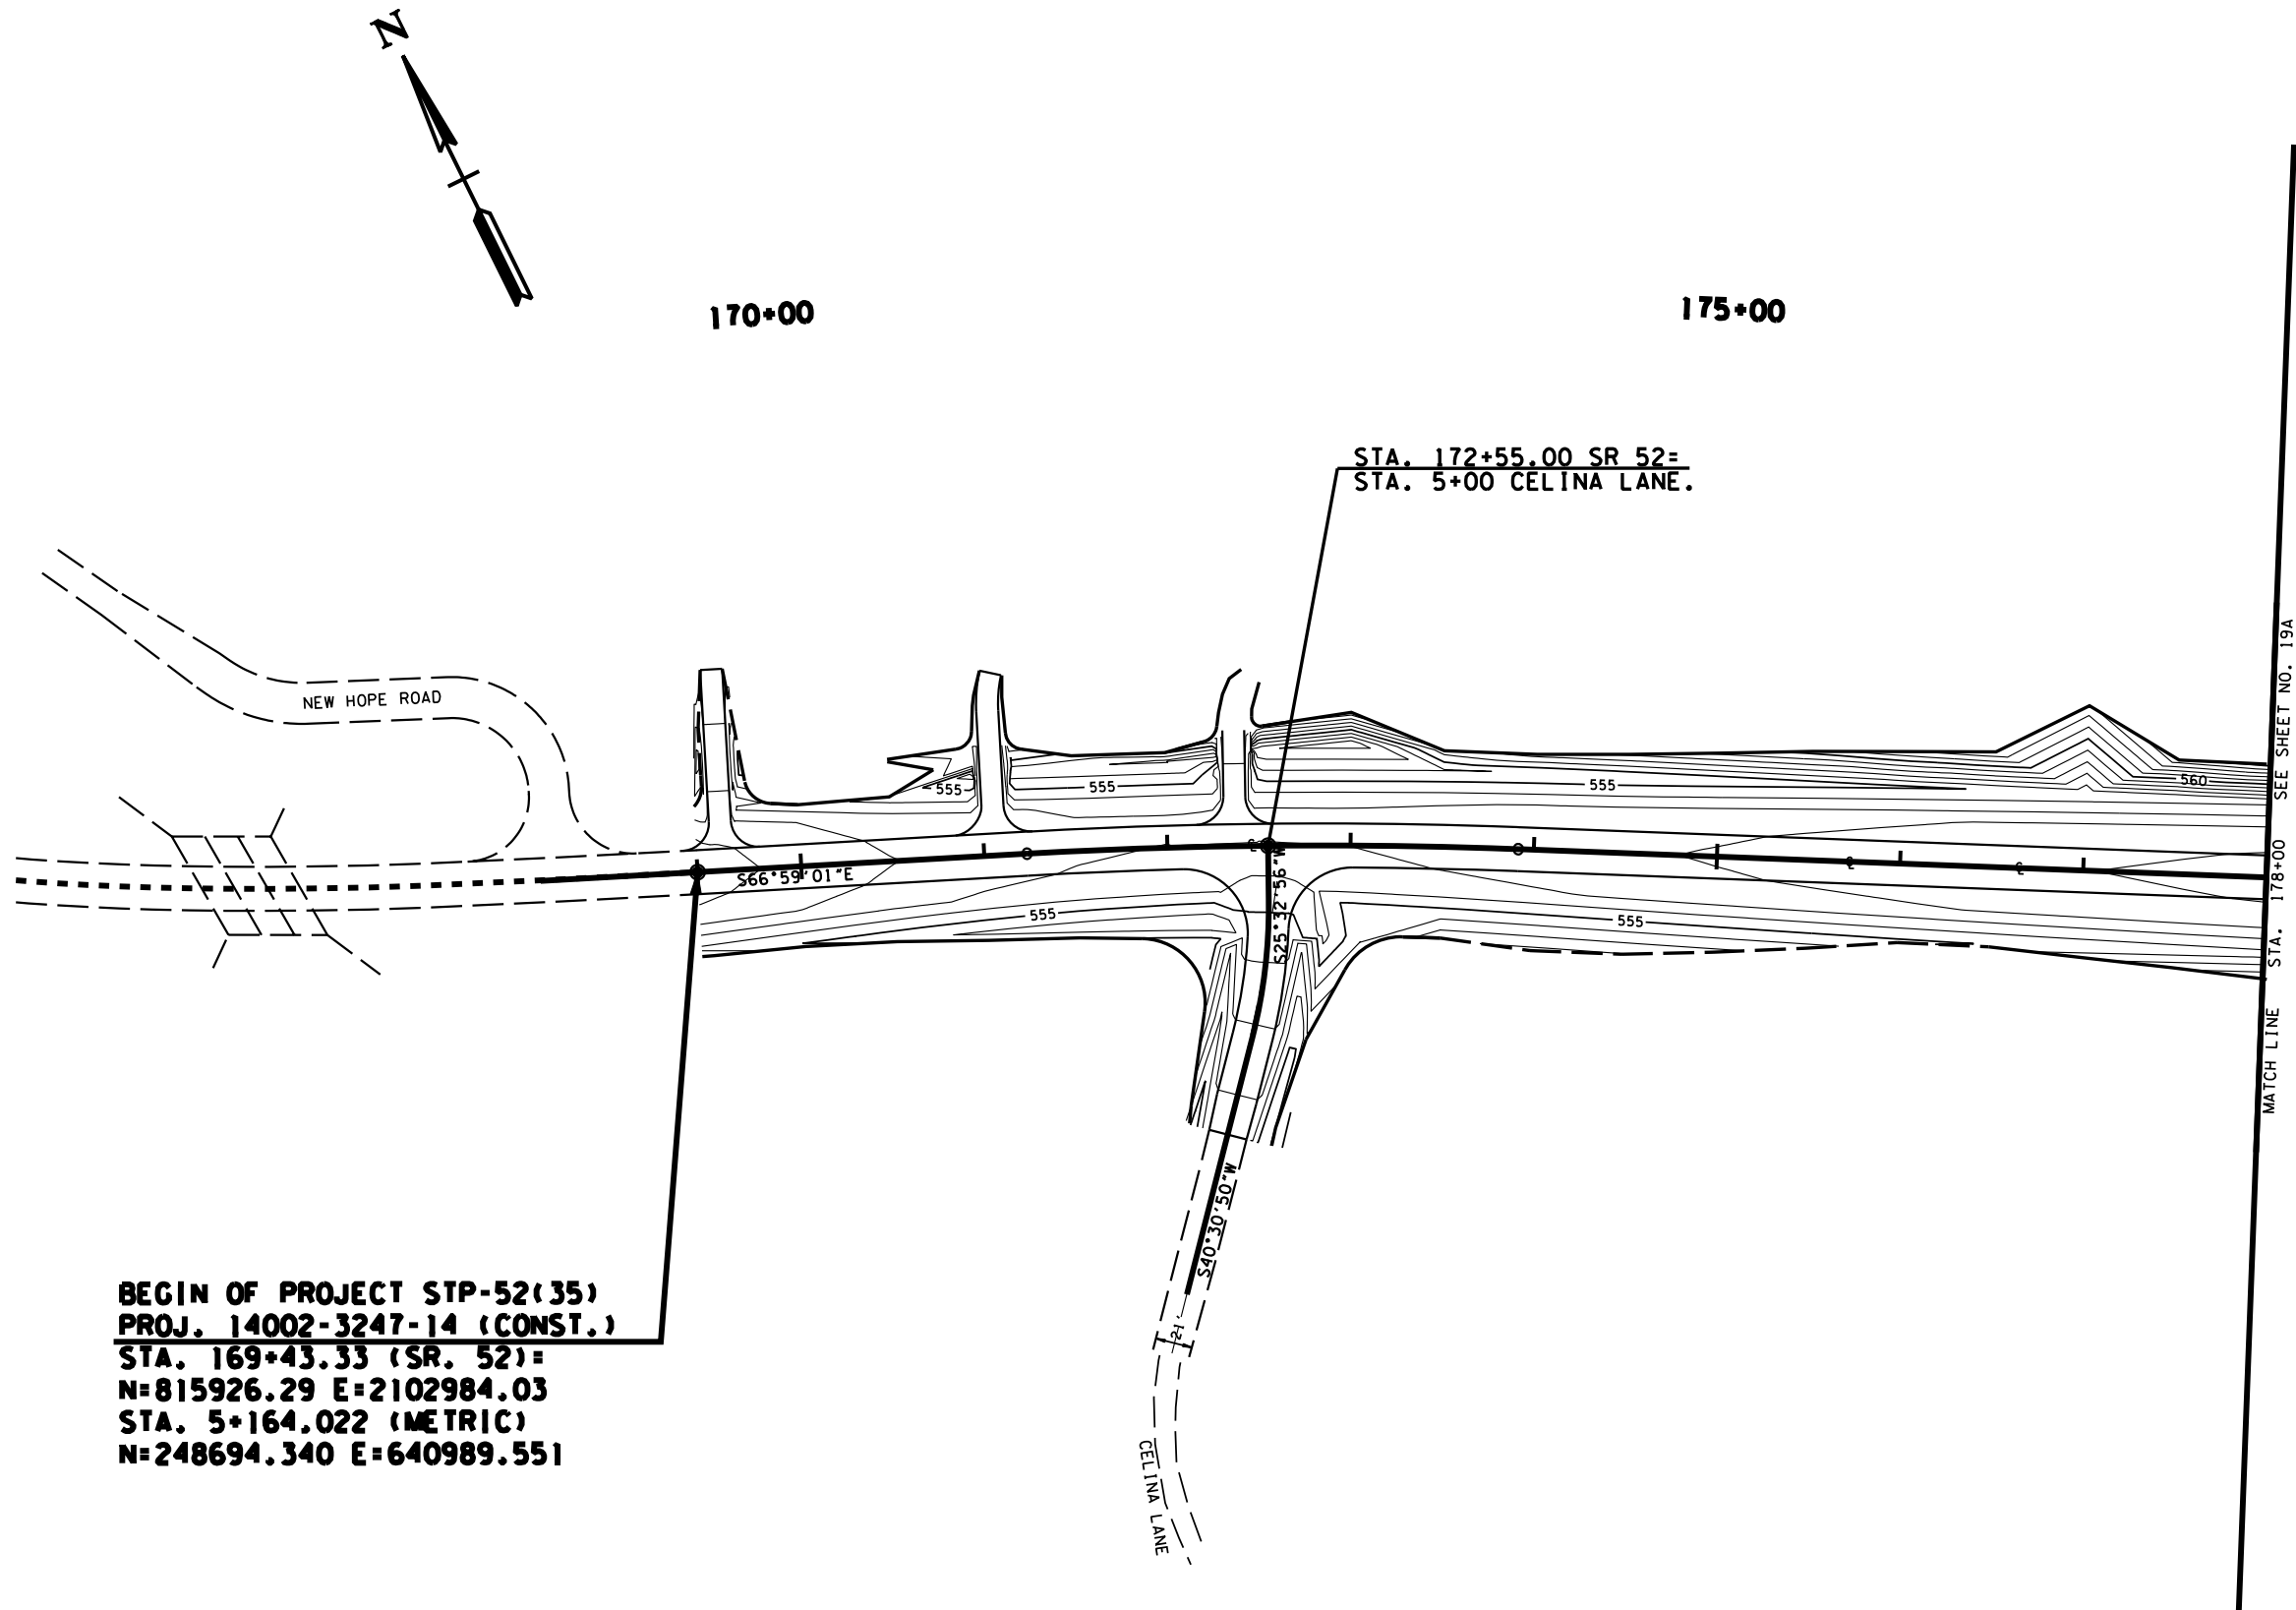 N
170+00
175+00
STA. 172+55.00 SR 52=
STA. 5+00 CELINA LANE.
NEW HOPE ROAD
555
555
555
560
S66°59'01"E
S25°32'56"W
555
555
S40°30'50"W
21'
CELINA LANE
MATCH LINE STA. 178+00 SEE SHEET NO. 19A
BEGIN OF PROJECT STP-52(35)
PROJ. 14002-3247-14 (CONST.)
STA. 169+43.33 (SR. 52)=
N=815926.29 E=2102984.03
STA. 5+164.022 (METRIC)
N=248694.340 E=640989.551